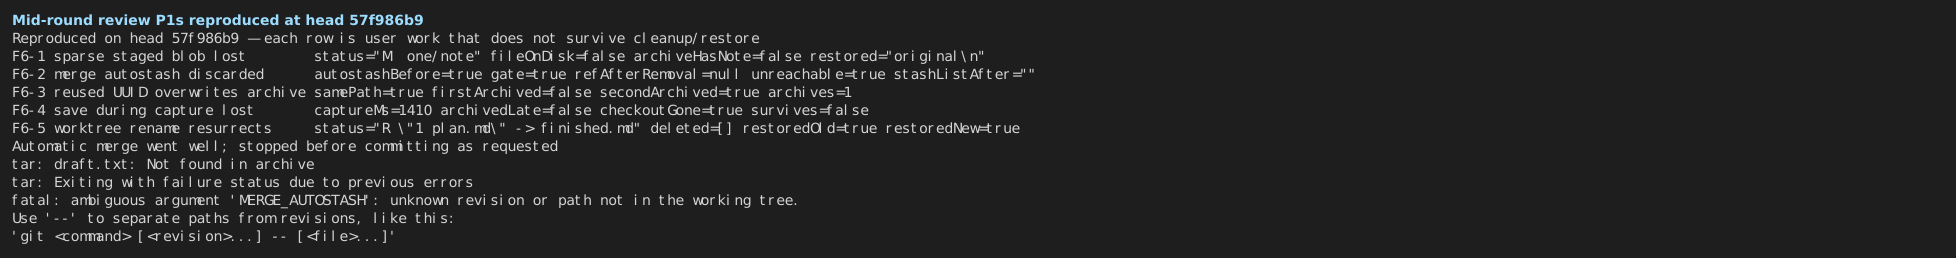 Mid-round review P1s reproduced at head 57f986b9
Reproduced on head 57f986b9 — each row is user work that does not survive cleanup/restore
F6-1 sparse staged blob lost status="M  one/note" fileOnDisk=false archiveHasNote=false restored="original\n"
F6-2 merge autostash discarded autostashBefore=true gate=true refAfterRemoval=null unreachable=true stashListAfter=""
F6-3 reused UUID overwrites archive samePath=true firstArchived=false secondArchived=true archives=1
F6-4 save during capture lost captureMs=1410 archivedLate=false checkoutGone=true survives=false
F6-5 worktree rename resurrects status="R \"1 plan.md\" -> finished.md" deleted=[] restoredOld=true restoredNew=true
Automatic merge went well; stopped before committing as requested
tar: draft.txt: Not found in archive
tar: Exiting with failure status due to previous errors
fatal: ambiguous argument 'MERGE_AUTOSTASH': unknown revision or path not in the working tree.
Use '--' to separate paths from revisions, like this:
'git <command> [<revision>...] -- [<file>...]'